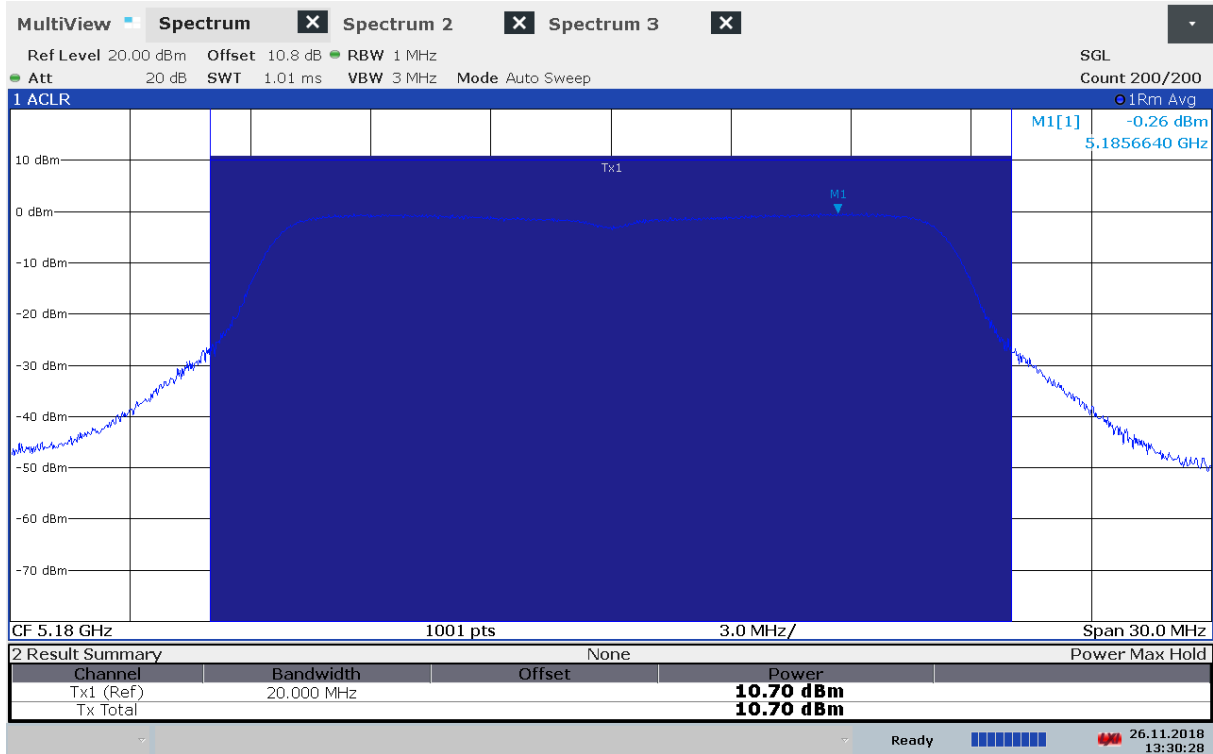 MultiView Spectrum Spectrum 2 Spectrum 3
Ref Level 20.00 dBm Offset 10.8 dB RBW 1 MHz SGL
Att 20 dB SWT 1.01 ms VBW 3 MHz Mode Auto Sweep Count 200/200
1 ACLR 1Rm Avg
M1[1] -0.26 dBm
5.1856640 GHz
10 dBm
Tx1
M1
0 dBm
-10 dBm
-20 dBm
-30 dBm
-40 dBm
-50 dBm
-60 dBm
-70 dBm
CF 5.18 GHz 1001 pts 3.0 MHz/ Span 30.0 MHz
2 Result Summary None Power Max Hold
Channel Bandwidth Offset Power
Tx1 (Ref) 20.000 MHz 10.70 dBm
Tx Total 10.70 dBm
Ready 26.11.2018
13:30:28